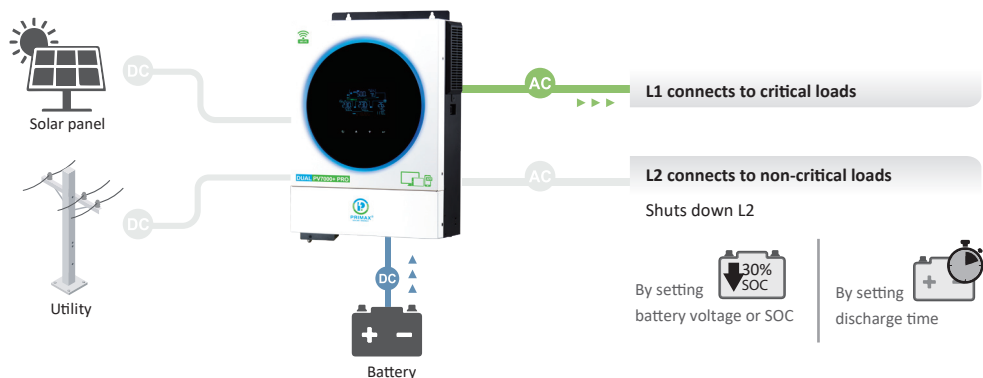 DC
AC
L1 connects to critical loads
Solar panel
L2 connects to non-critical loads
AC
DUAL PV7000+ PRO
Shuts down L2
DC
PRIMAX
DC
30%
SOC
By setting
battery voltage or SOC
By setting
discharge time
Utility
Battery